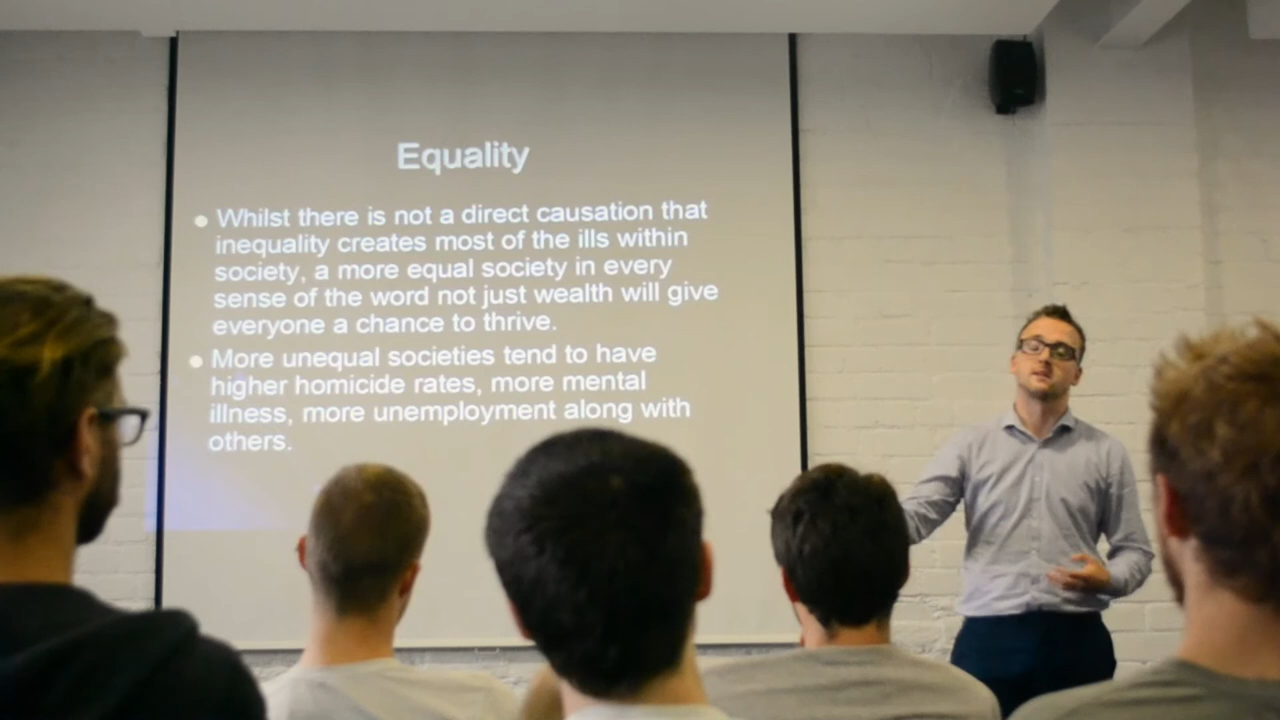 Equality
• Whilst there is not a direct causation that
inequality creates most of the ills within
society, a more equal society in every
sense of the word not just wealth will give
everyone a chance to thrive.
• More unequal societies tend to have
higher homicide rates, more mental
illness, more unemployment along with
others.